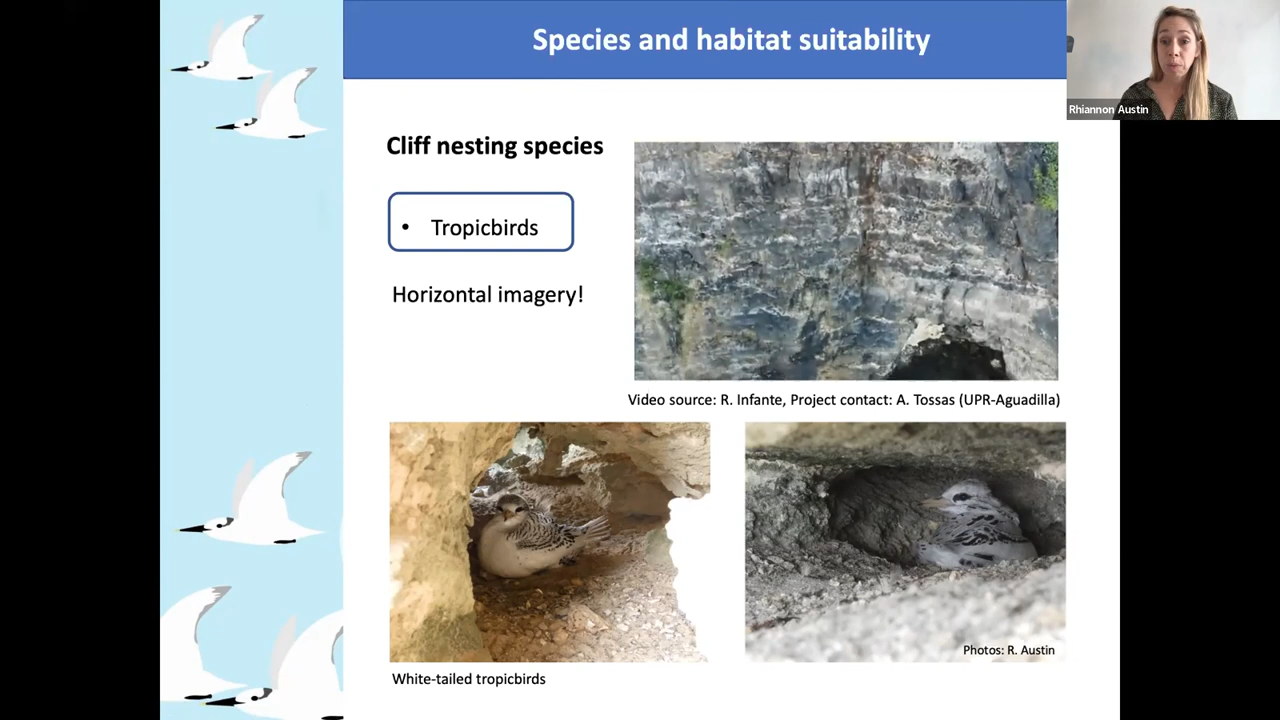 Species and habitat suitability
Rhiannon Austin
Cliff nesting species
• Tropicbirds
Horizontal imagery!
Video source: R. Infante, Project contact: A. Tossas (UPR-Aguadilla)
Photos: R. Austin
White-tailed tropicbirds